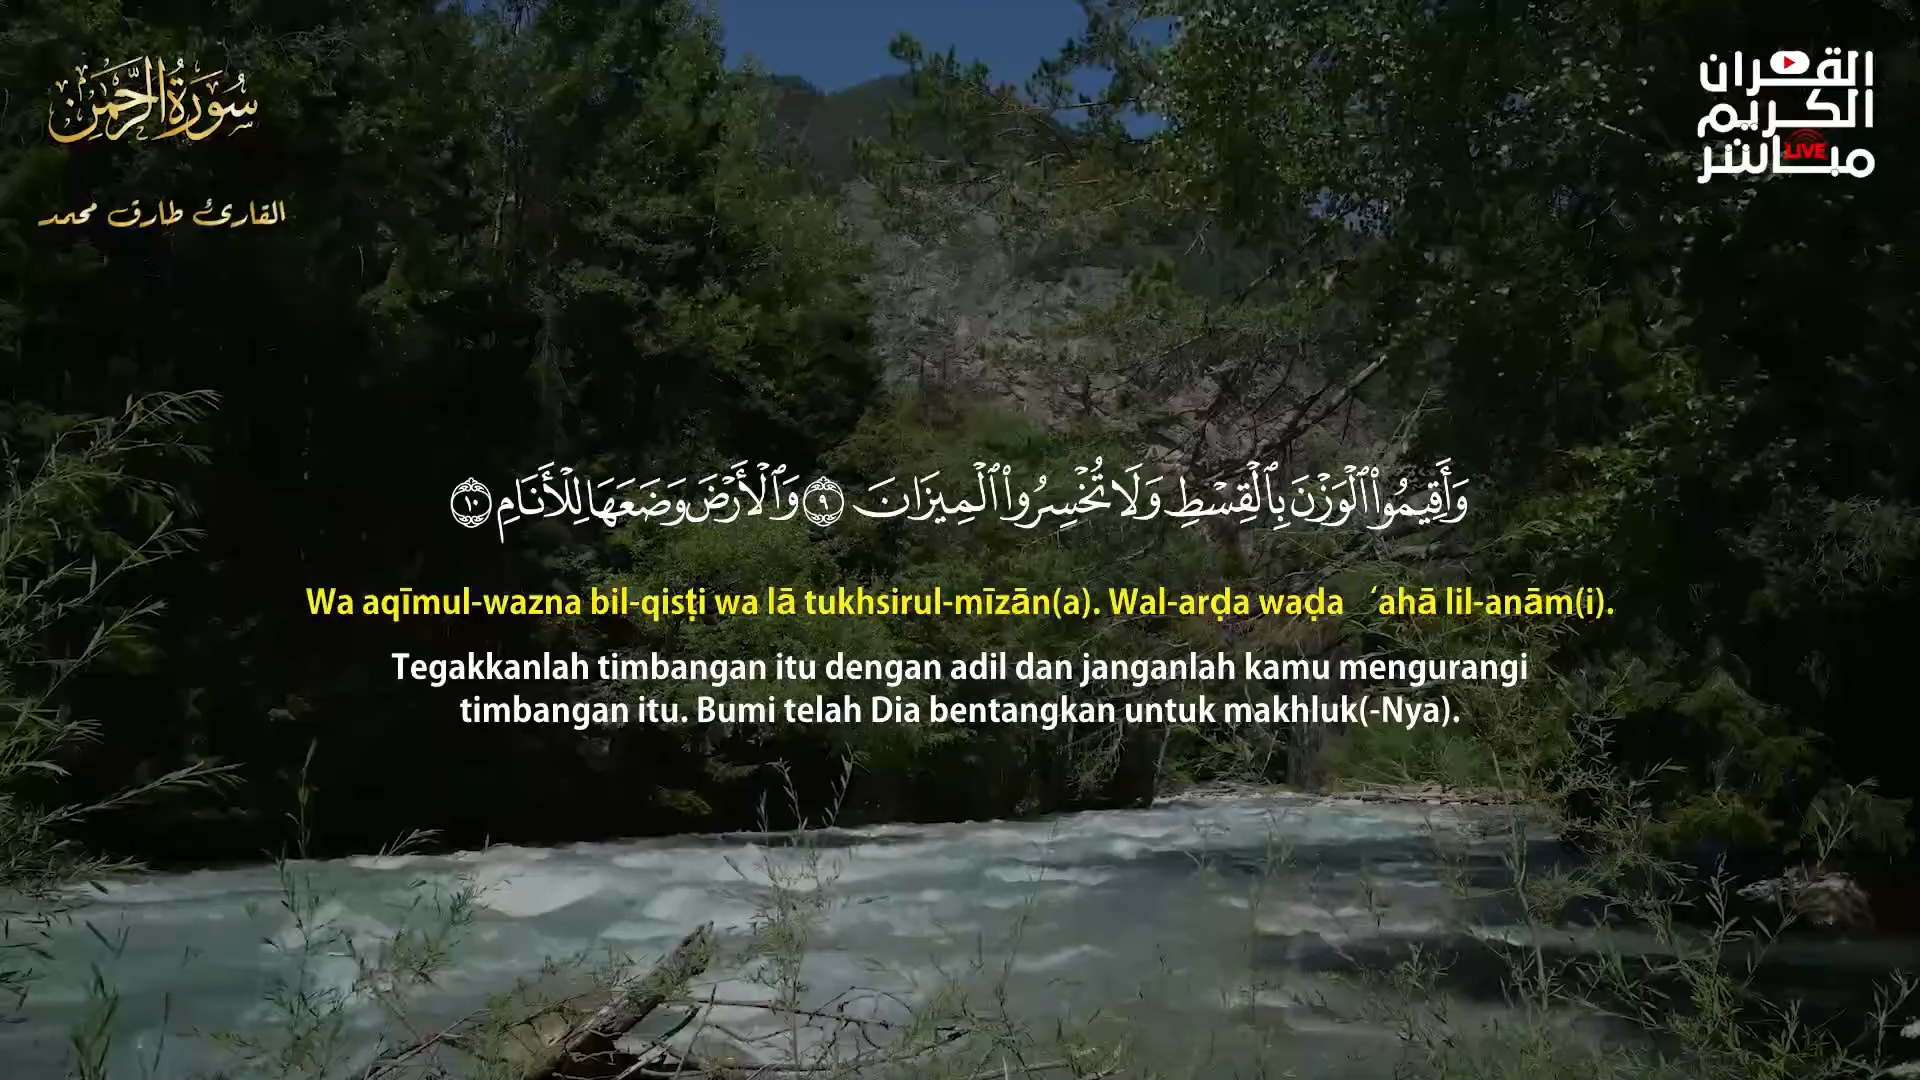 سُورَةُ الرَّحْمَٰن
القارئ طارق محمد
القران
الكريم
مباشر
LIVE
وَأَقِيمُوا۟ ٱلْوَزْنَ بِٱلْقِسْطِ وَلَا تُخْسِرُوا۟ ٱلْمِيزَانَ ٩ وَٱلْأَرْضَ وَضَعَهَا لِلْأَنَامِ ١٠
Wa aqīmul-wazna bil-qisṭi wa lā tukhsirul-mīzān(a). Wal-arḍa waḍa‘ahā lil-anām(i).
Tegakkanlah timbangan itu dengan adil dan janganlah kamu mengurangi
timbangan itu. Bumi telah Dia bentangkan untuk makhluk(-Nya).